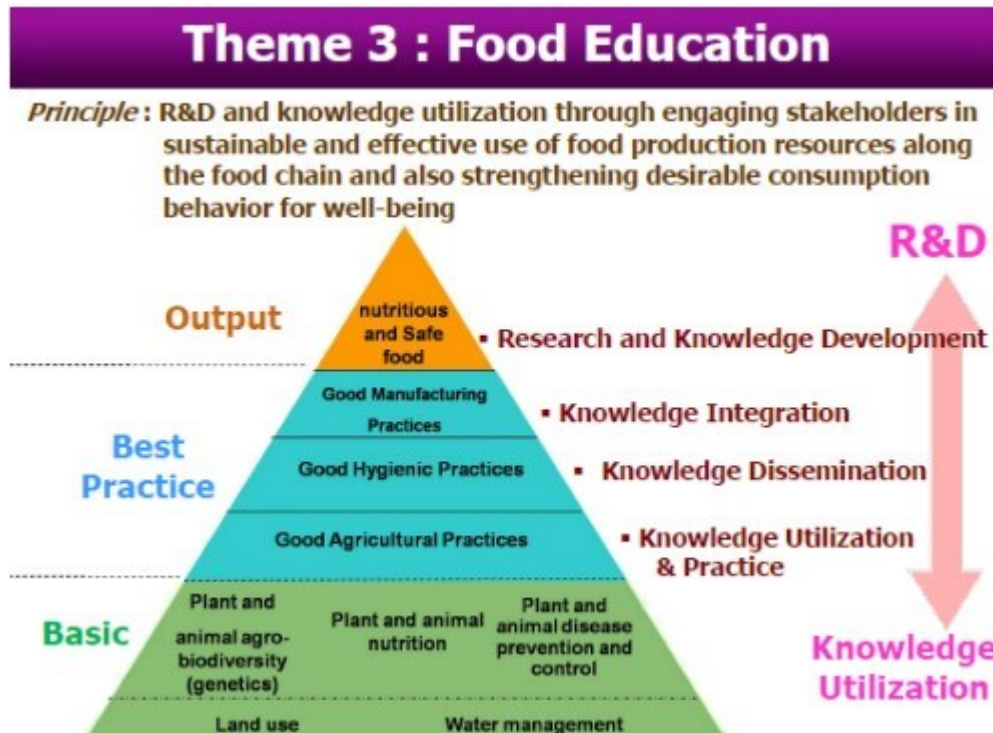 Theme 3 : Food Education
Principle : R&D and knowledge utilization through engaging stakeholders in
sustainable and effective use of food production resources along
the food chain and also strengthening desirable consumption
behavior for well-being
R&D
Output
nutritious
and Safe
food
▪ Research and Knowledge Development
Good Manufacturing
Practices
▪ Knowledge Integration
Best
Practice
Good Hygienic Practices
▪ Knowledge Dissemination
Good Agricultural Practices
▪ Knowledge Utilization
& Practice
Basic
Plant and
animal agro-
biodiversity
(genetics)
Plant and animal
nutrition
Plant and
animal disease
prevention and
control
Knowledge
Utilization
Land use
Water management